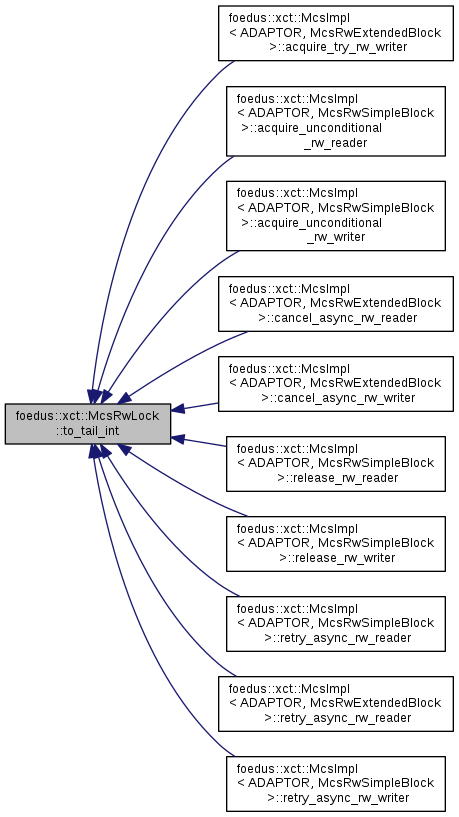 foedus::xct::McsImpl
< ADAPTOR, McsRwExtendedBlock
>::acquire_try_rw_writer
foedus::xct::McsImpl
< ADAPTOR, McsRwSimpleBlock
>::acquire_unconditional
_rw_reader
foedus::xct::McsImpl
< ADAPTOR, McsRwSimpleBlock
>::acquire_unconditional
_rw_writer
foedus::xct::McsImpl
< ADAPTOR, McsRwExtendedBlock
>::cancel_async_rw_reader
foedus::xct::McsImpl
< ADAPTOR, McsRwExtendedBlock
>::cancel_async_rw_writer
foedus::xct::McsRwLock
::to_tail_int
foedus::xct::McsImpl
< ADAPTOR, McsRwSimpleBlock
>::release_rw_reader
foedus::xct::McsImpl
< ADAPTOR, McsRwSimpleBlock
>::release_rw_writer
foedus::xct::McsImpl
< ADAPTOR, McsRwSimpleBlock
>::retry_async_rw_reader
foedus::xct::McsImpl
< ADAPTOR, McsRwExtendedBlock
>::retry_async_rw_reader
foedus::xct::McsImpl
< ADAPTOR, McsRwSimpleBlock
>::retry_async_rw_writer